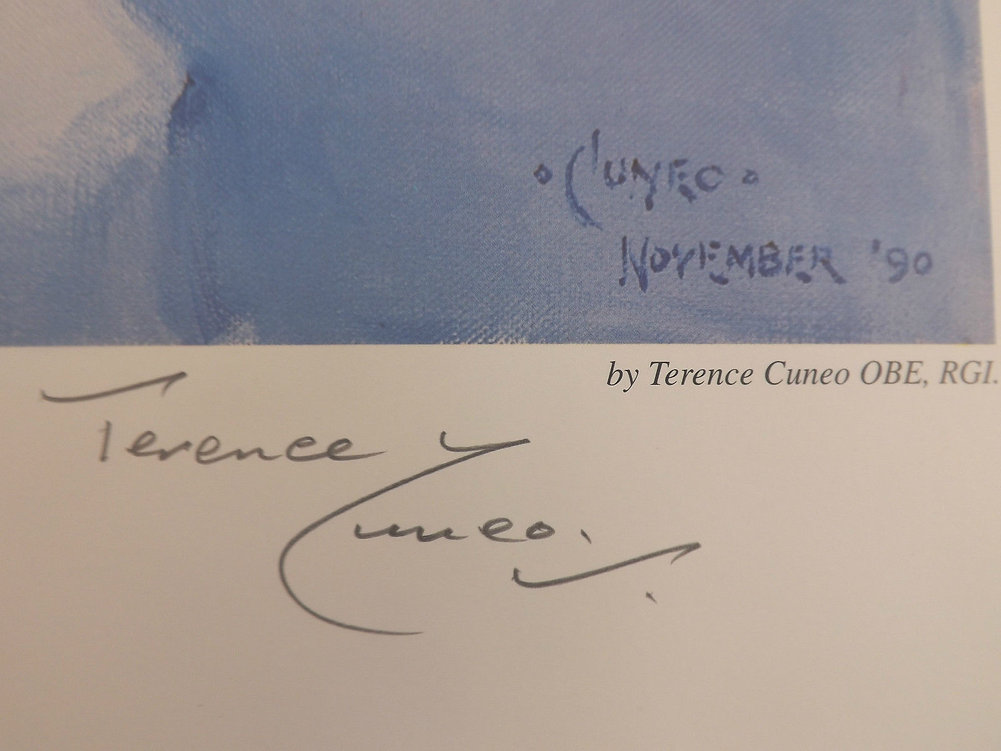 CUNEO
NOVEMBER '90
by Terence Cuneo OBE, RGI.
Terence
Cuneo.